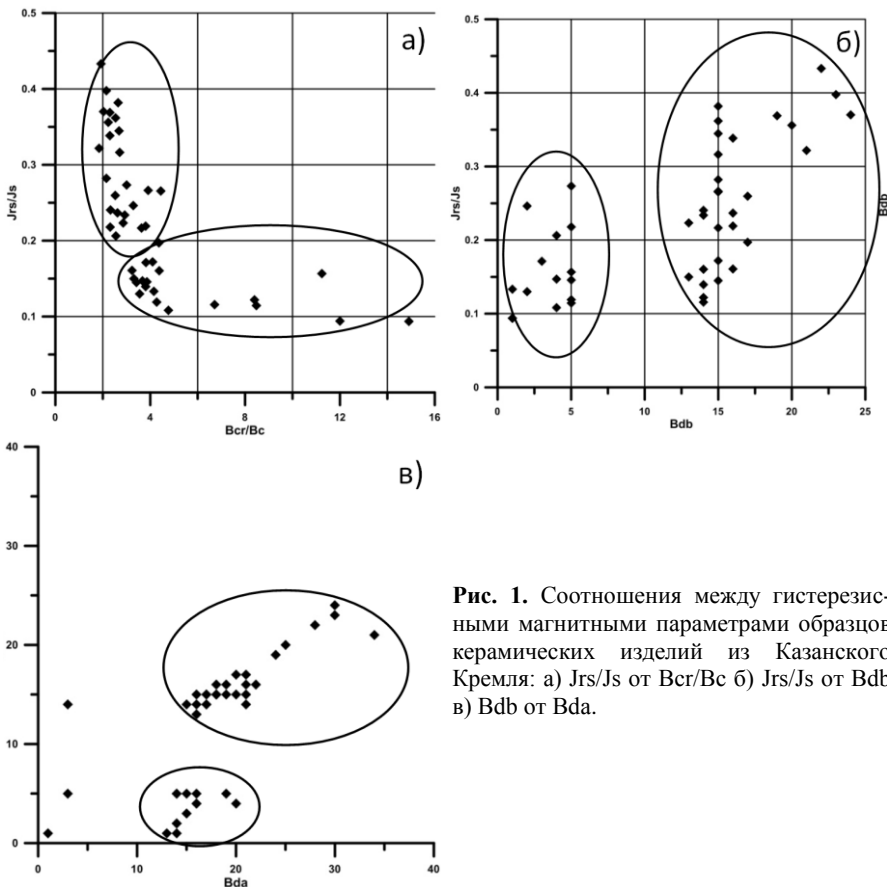 0.5
а)
0.4
0.3
Jrs/Js
0.2
0.1
0
0 4 8 12 16
Bcr/Bc
0.5
б)
0.4
0.3
Jrs/Js
Bdb
0.2
0.1
0
0 5 10 15 20 25
Bdb
40
в)
30
20
10
0
0 10 20 30 40
Bda
Рис. 1. Соотношения между гистерезис-
ными магнитными параметрами образцов
керамических изделий из Казанского
Кремля: а) Jrs/Js от Bcr/Bc б) Jrs/Js от Bdb
в) Bdb от Bda.